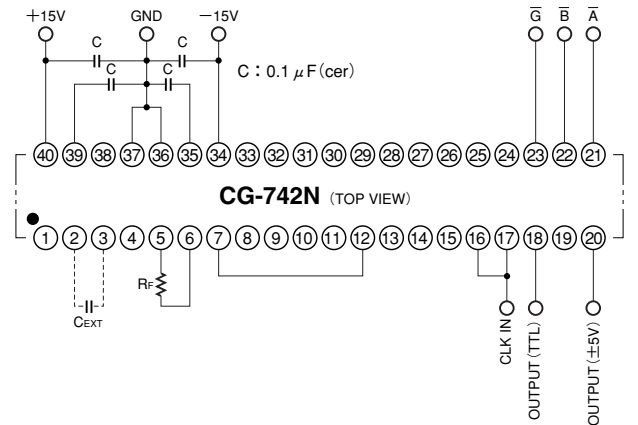 +15V GND −15V G̅ B̅ A̅
C C
C C
C：0.1 μF(cer)
40 39 38 37 36 35 34 33 32 31 30 29 28 27 26 25 24 23 22 21
CG-742N (TOP VIEW)
1 2 3 4 5 6 7 8 9 10 11 12 13 14 15 16 17 18 19 20
RF
CEXT
CLK IN
OUTPUT (TTL)
OUTPUT (±5V)